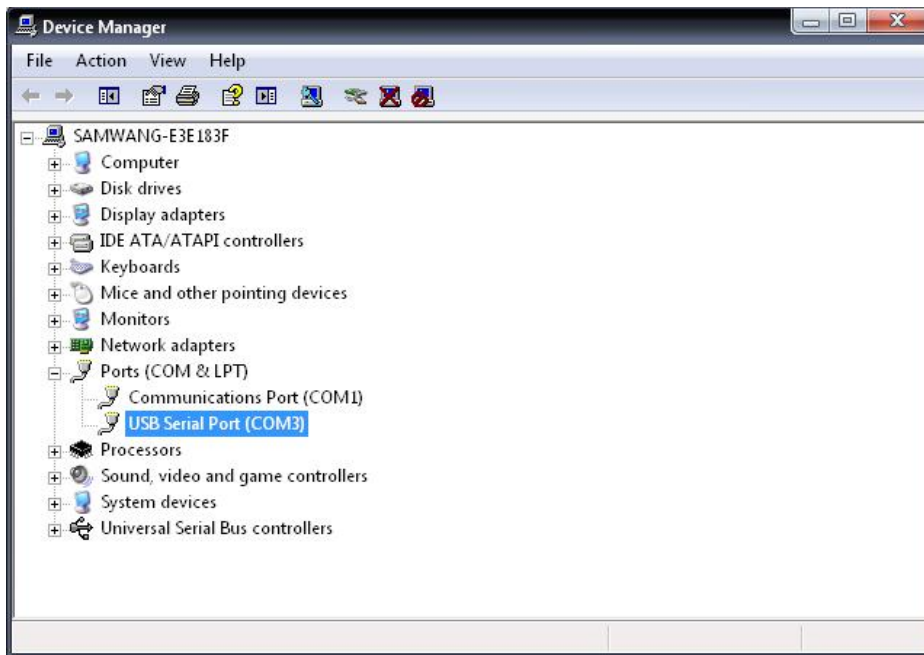 Device Manager
File Action View Help
SAMWANG-E3E183F
Computer
Disk drives
Display adapters
IDE ATA/ATAPI controllers
Keyboards
Mice and other pointing devices
Monitors
Network adapters
Ports (COM & LPT)
Communications Port (COM1)
USB Serial Port (COM3)
Processors
Sound, video and game controllers
System devices
Universal Serial Bus controllers